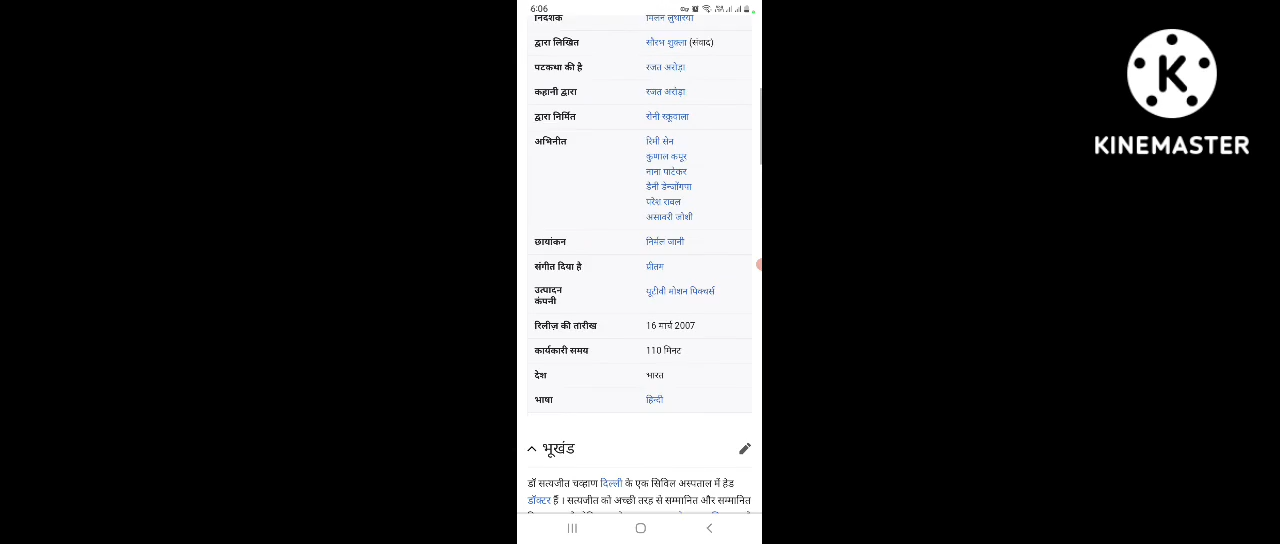 6:06
निर्देशक मिलन लुथरिया
द्वारा लिखित सौरभ शुक्ला (संवाद)
पटकथा की है रजत अरोड़ा
कहानी द्वारा रजत अरोड़ा
द्वारा निर्मित रोनी स्क्रूवाला
अभिनीत रिमी सेन
कुणाल कपूर
नाना पाटेकर
डैनी डेन्जोंगपा
परेश रावल
असावरी जोशी
छायांकन निर्मल जानी
संगीत दिया है प्रीतम
उत्पादन
कंपनी यूटीवी मोशन पिक्चर्स
रिलीज़ की तारीख 16 मार्च 2007
कार्यकारी समय 110 मिनट
देश भारत
भाषा हिन्दी
भूखंड
डॉ सत्यजीत चव्हाण दिल्ली के एक सिविल अस्पताल में हेड
डॉक्टर हैं । सत्यजीत को अच्छी तरह से सम्मानित और सम्मानित
K
KINEMASTER